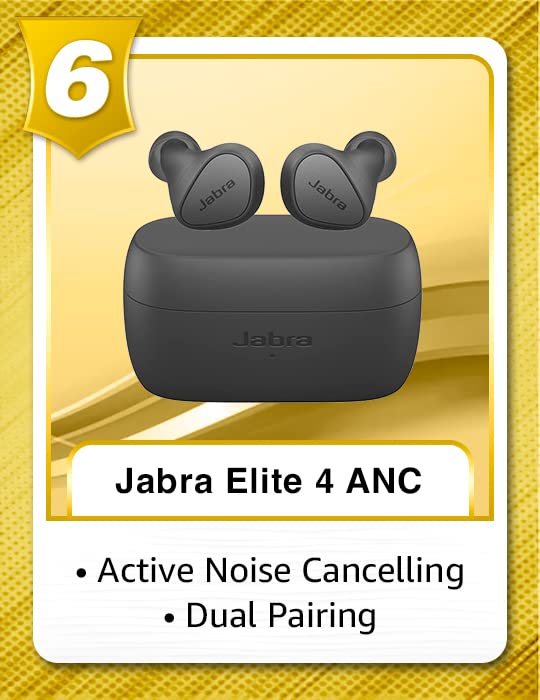 6
Jabra
Jabra
Jabra
Jabra Elite 4 ANC
• Active Noise Cancelling
• Dual Pairing